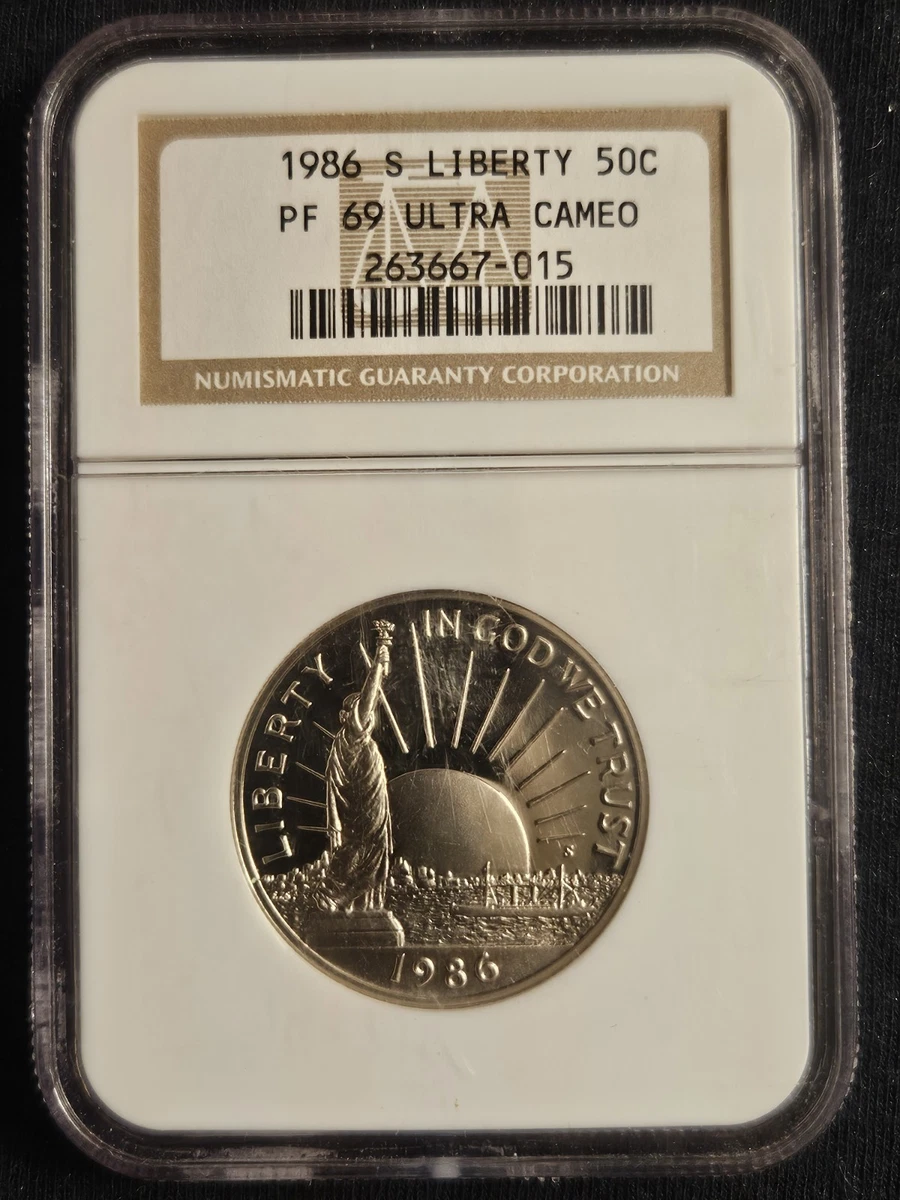 1986 S LIBERTY 50C
PF 69 ULTRA CAMEO
263667-015
NUMISMATIC GUARANTY CORPORATION
LIBERTY
IN GOD WE TRUST
S
1986